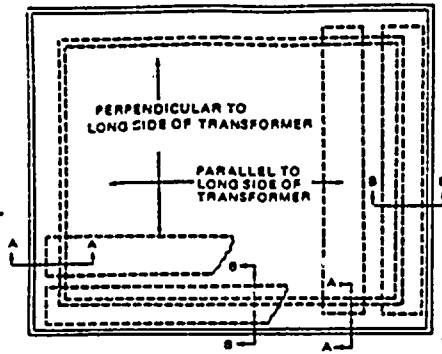 PERPENDICULAR TO
LONG SIDE OF TRANSFORMER
PARALLEL TO
LONG SIDE OF
TRANSFORMER
B B
A A
B
A
B
A